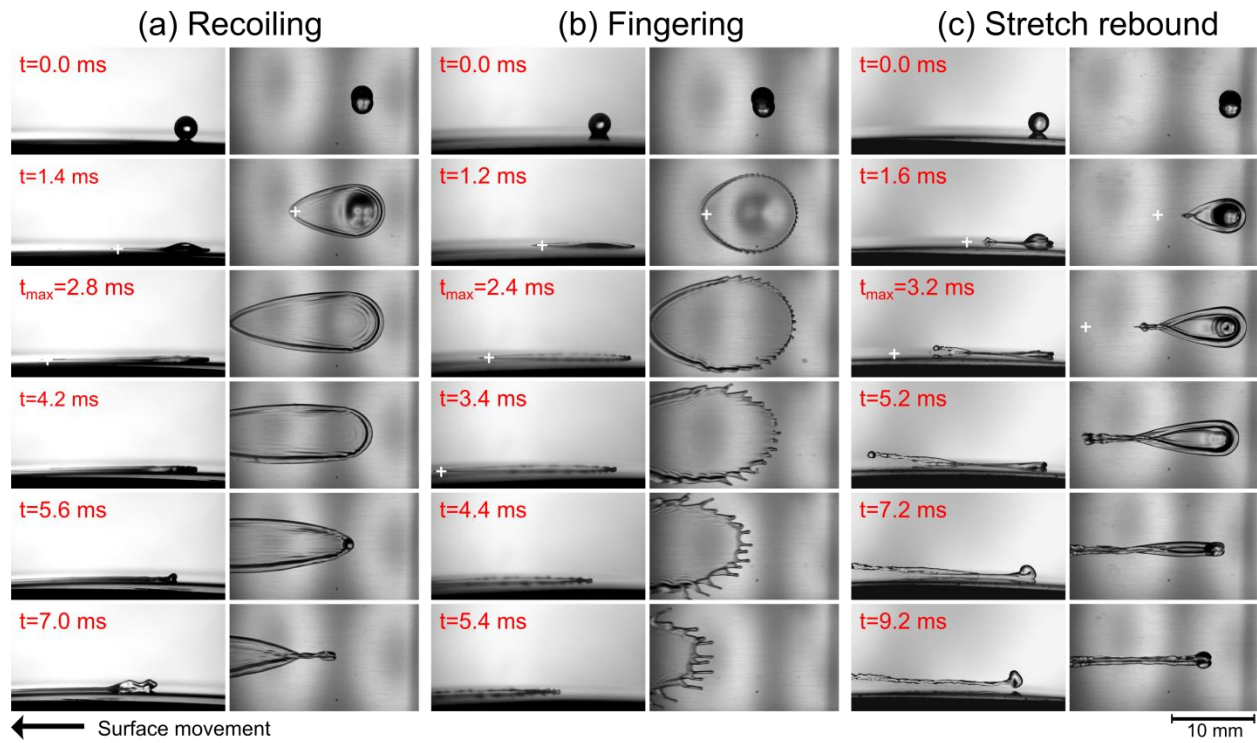 (a) Recoiling (b) Fingering (c) Stretch rebound
t=0.0 ms t=0.0 ms t=0.0 ms
t=1.4 ms t=1.2 ms t=1.6 ms
tmax=2.8 ms tmax=2.4 ms tmax=3.2 ms
t=4.2 ms t=3.4 ms t=5.2 ms
t=5.6 ms t=4.4 ms t=7.2 ms
t=7.0 ms t=5.4 ms t=9.2 ms
Surface movement 10 mm